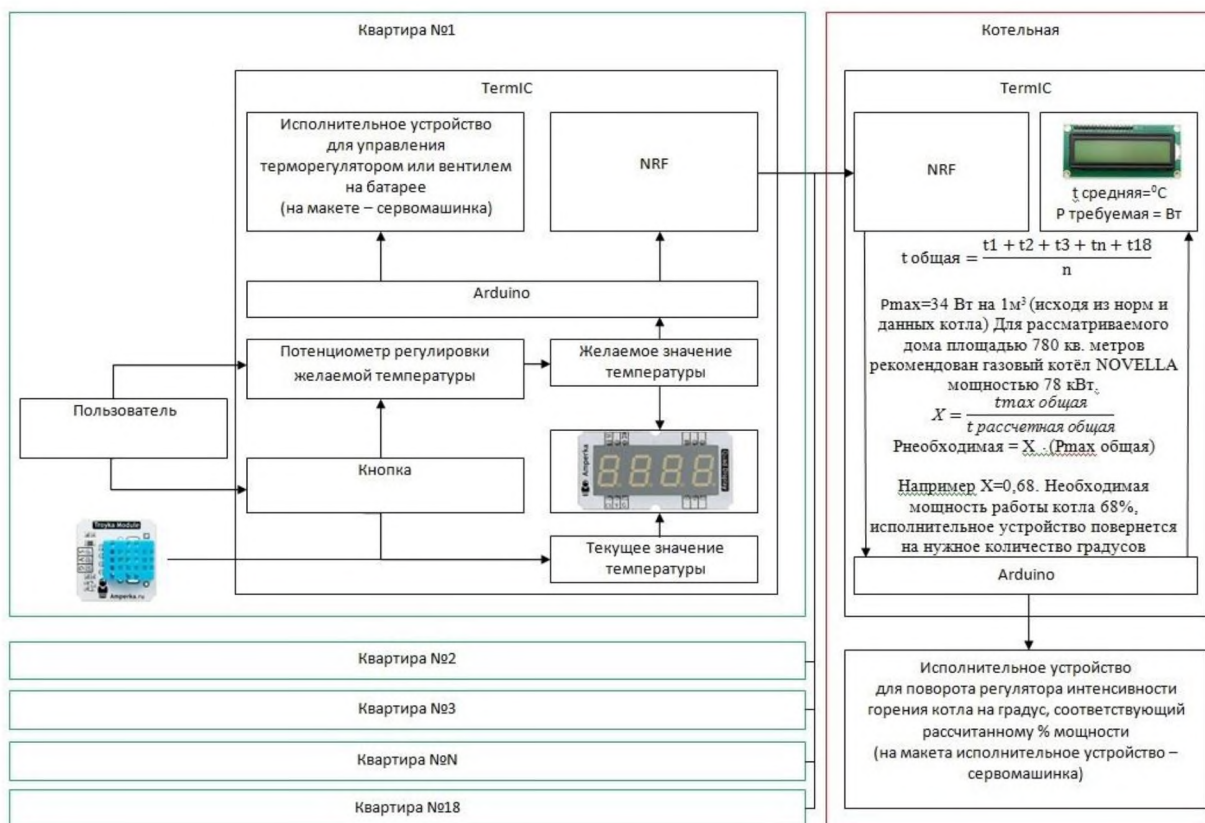 Квартира №1
TermIC
Исполнительное устройство
для управления
терморегулятором или вентилем
на батарее
(на макете – сервомашинка)
NRF
Arduino
Потенциометр регулировки
желаемой температуры
Желаемое значение
температуры
Пользователь
Кнопка
Amperka
Quad Display
Troyka Module
Amperka.ru
Текущее значение
температуры
Квартира №2
Квартира №3
Квартира №N
Квартира №18
Котельная
TermIC
NRF
t средняя=⁰C
P требуемая = Вт
t общая = (t1 + t2 + t3 + tn + t18) / n
Pmax=34 Вт на 1м³ (исходя из норм и
данных котла) Для рассматриваемого
дома площадью 780 кв. метров
рекомендован газовый котёл NOVELLA
мощностью 78 кВт.
X = tmax общая / t рассчетная общая
Pнеобходимая = X · (Pmax общая)
Например X=0,68. Необходимая
мощность работы котла 68%,
исполнительное устройство повернется
на нужное количество градусов
Arduino
Исполнительное устройство
для поворота регулятора интенсивности
горения котла на градус, соответствующий
рассчитанному % мощности
(на макета исполнительное устройство –
сервомашинка)